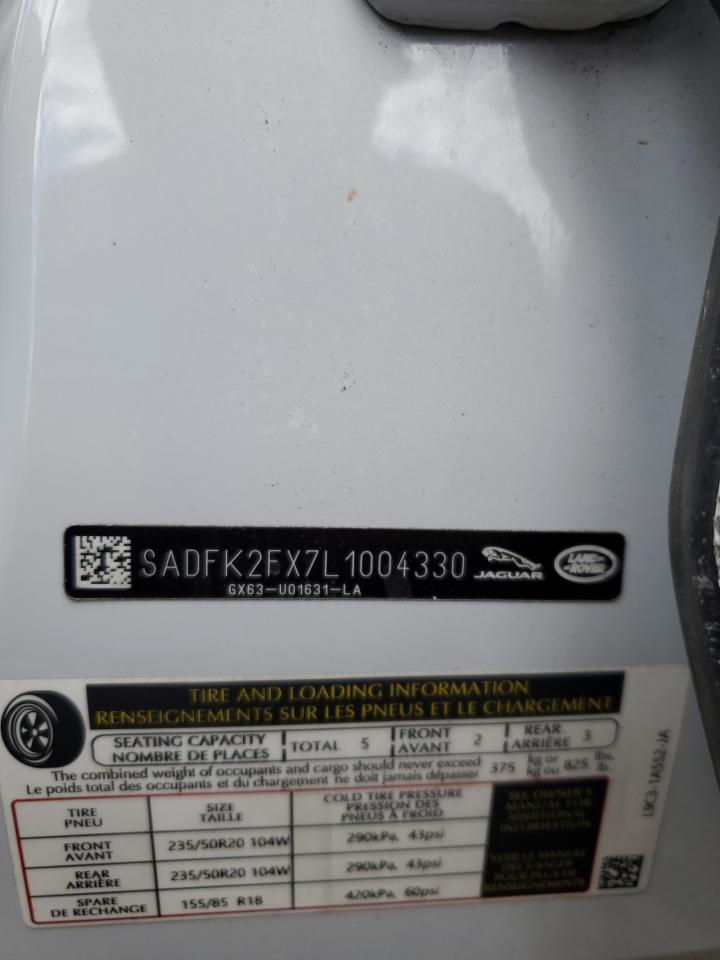 SADFK2FX7L1004330 JAGUAR LAND-ROVER
GX63-U01631-LA
TIRE AND LOADING INFORMATION
RENSEIGNEMENTS SUR LES PNEUS ET LE CHARGEMENT
SEATING CAPACITY
NOMBRE DE PLACES
TOTAL 5
FRONT
AVANT 2
REAR
ARRIÈRE 3
The combined weight of occupants and cargo should never exceed 375 kg or 825 lbs.
Le poids total des occupants et du chargement ne doit jamais dépasser kg ou lb.
TIRE
PNEU
SIZE
TAILLE
COLD TIRE PRESSURE
PRESSION DES
PNEUS À FROID
FRONT
AVANT
235/50R20 104W
290kPa, 43psi
REAR
ARRIÈRE
235/50R20 104W
290kPa, 43psi
SPARE
DE RECHANGE
155/85 R18
420kPa, 60psi
SEE OWNER'S
MANUAL FOR
ADDITIONAL
INFORMATION
VOIR LE MANUEL
DE L'USAGER
POUR PLUS DE
RENSEIGNEMENTS
L9C3-1A552-JA